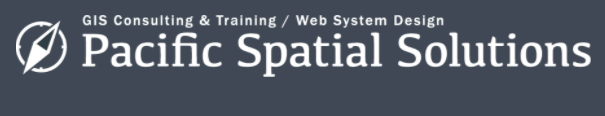 GIS Consulting & Training / Web System Design
Pacific Spatial Solutions